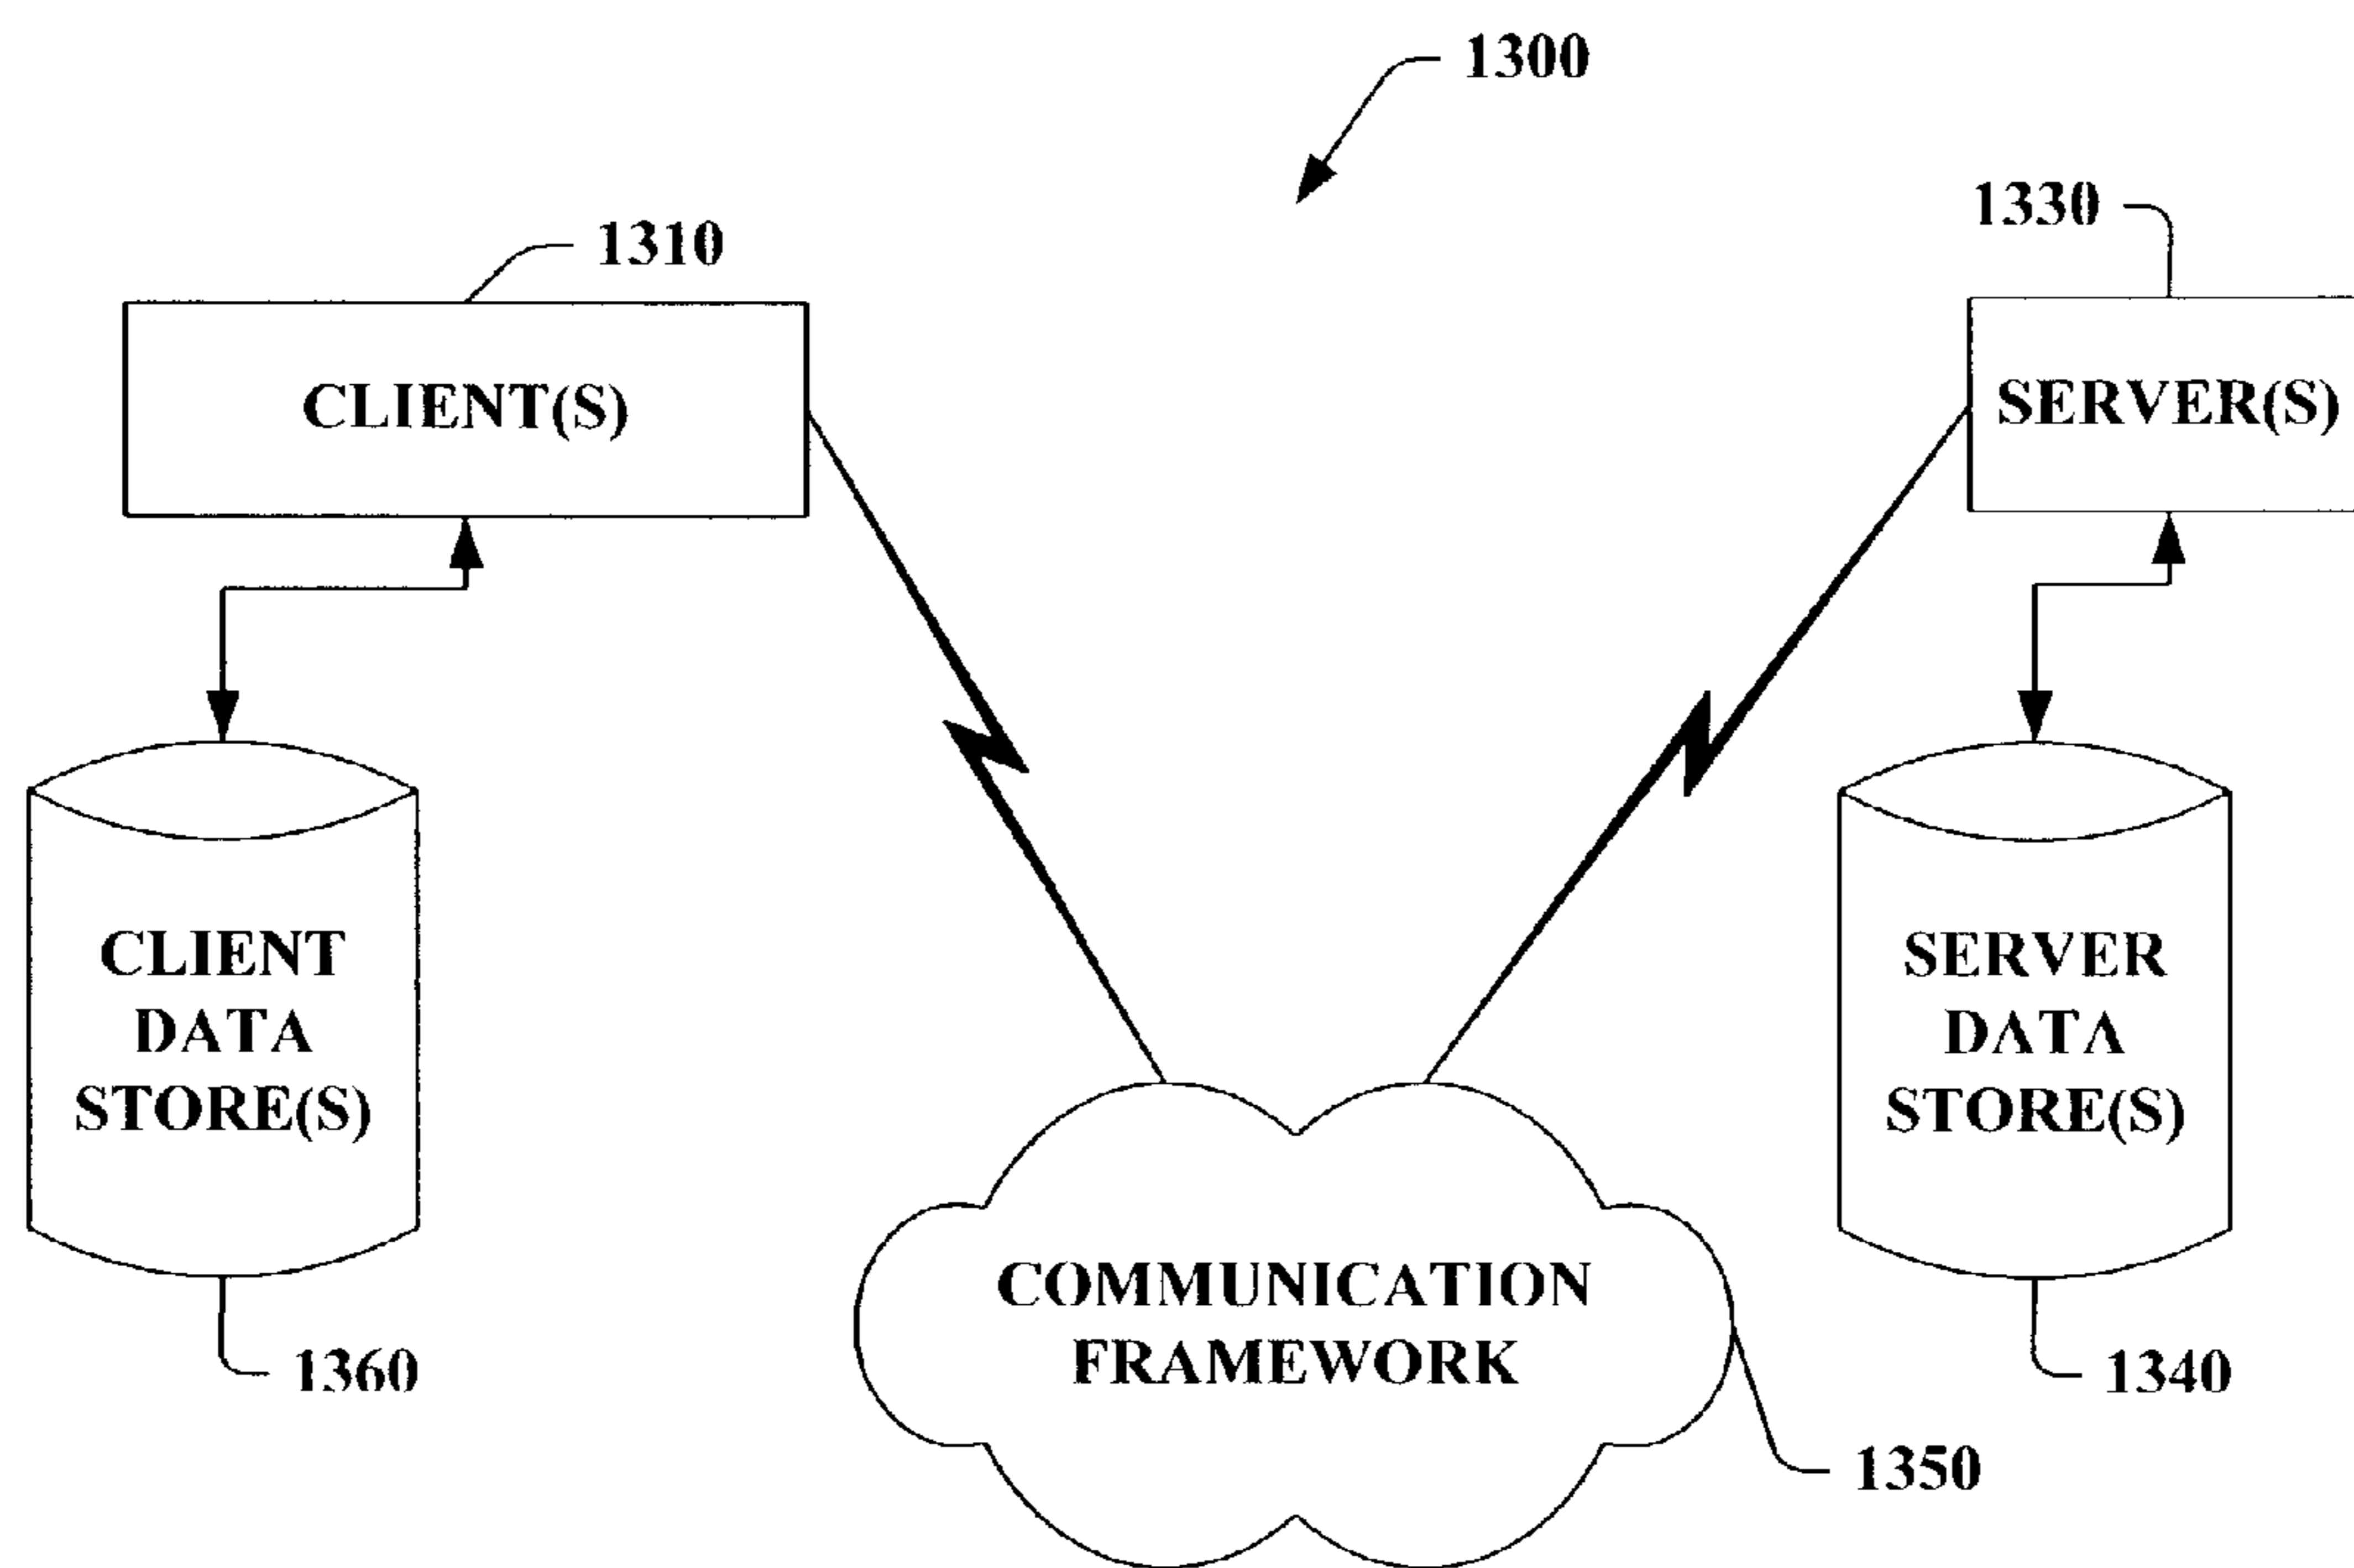 1300
1310
1330
CLIENT(S)
SERVER(S)
CLIENT
DATA
STORE(S)
SERVER
DATA
STORE(S)
COMMUNICATION
FRAMEWORK
1360
1340
1350